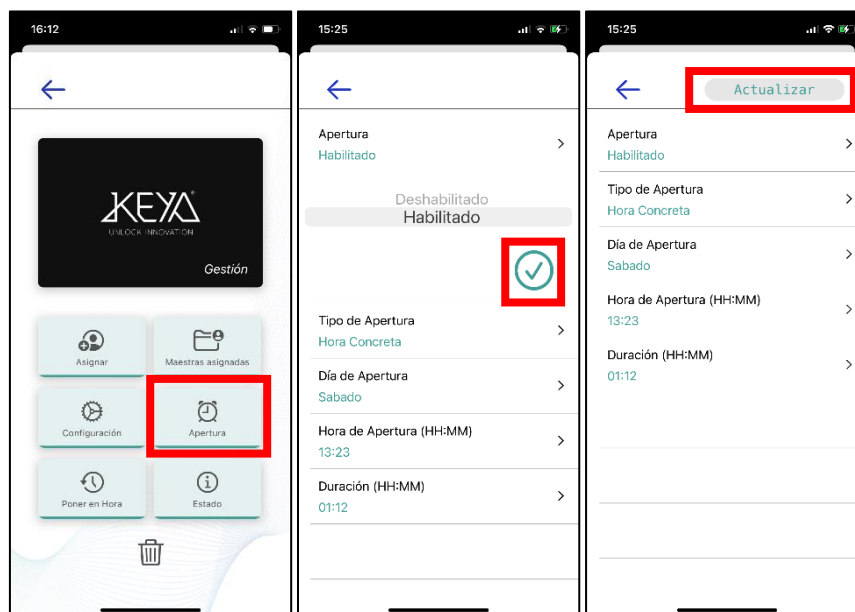 16:12
KEYA
UNLOCK INNOVATION
Gestión
Asignar
Maestras asignadas
Configuración
Apertura
Poner en Hora
Estado
15:25
Apertura
Habilitado
Deshabilitado
Habilitado
Tipo de Apertura
Hora Concreta
Día de Apertura
Sabado
Hora de Apertura (HH:MM)
13:23
Duración (HH:MM)
01:12
15:25
Actualizar
Apertura
Habilitado
Tipo de Apertura
Hora Concreta
Día de Apertura
Sabado
Hora de Apertura (HH:MM)
13:23
Duración (HH:MM)
01:12